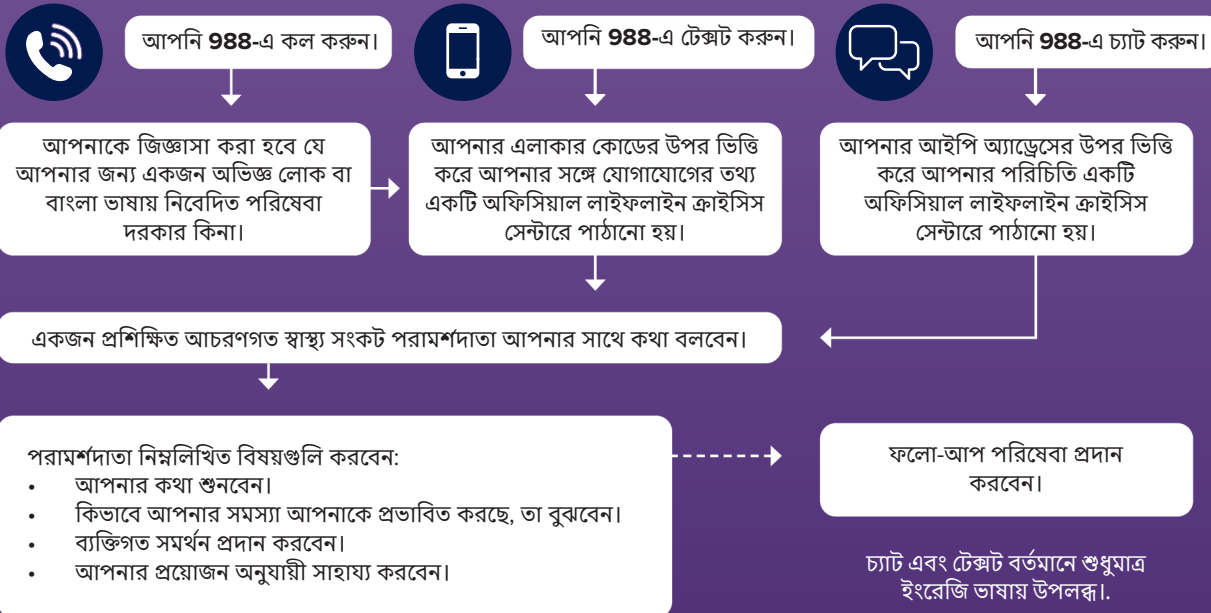 আপনি 988-এ কল করুন।
আপনি 988-এ টেক্সট করুন।
আপনি 988-এ চ্যাট করুন।
আপনাকে জিজ্ঞাসা করা হবে যে
আপনার জন্য একজন অভিজ্ঞ লোক বা
বাংলা ভাষায় নিবেদিত পরিষেবা
দরকার কিনা।
আপনার এলাকার কোডের উপর ভিত্তি
করে আপনার সঙ্গে যোগাযোগের তথ্য
একটি অফিসিয়াল লাইফলাইন ক্রাইসিস
সেন্টারে পাঠানো হয়।
আপনার আইপি অ্যাড্রেসের উপর ভিত্তি
করে আপনার পরিচিতি একটি
অফিসিয়াল লাইফলাইন ক্রাইসিস
সেন্টারে পাঠানো হয়।
একজন প্রশিক্ষিত আচরণগত স্বাস্থ্য সংকট পরামর্শদাতা আপনার সাথে কথা বলবেন।
পরামর্শদাতা নিম্নলিখিত বিষয়গুলি করবেন:
• আপনার কথা শুনবেন।
• কিভাবে আপনার সমস্যা আপনাকে প্রভাবিত করছে, তা বুঝবেন।
• ব্যক্তিগত সমর্থন প্রদান করবেন।
• আপনার প্রয়োজন অনুযায়ী সাহায্য করবেন।
ফলো-আপ পরিষেবা প্রদান
করবেন।
চ্যাট এবং টেক্সট বর্তমানে শুধুমাত্র
ইংরেজি ভাষায় উপলব্ধ।.